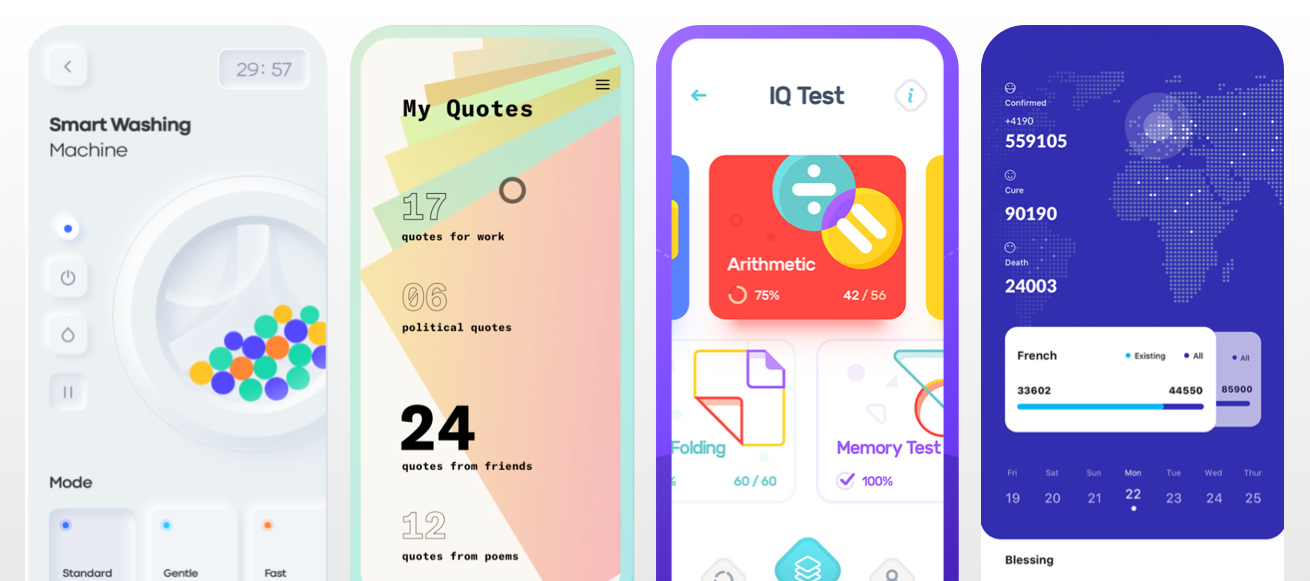 29: 57
Smart Washing
Machine
Mode
Standard
Gentle
Fast
My Quotes
17
quotes for work
06
political quotes
24
quotes from friends
12
quotes from poems
IQ Test
i
Arithmetic
75%
42 / 56
Folding
%
60 / 60
Memory Test
100%
Confirmed
+4190
559105
Cure
90190
Death
24003
French
Existing
All
33602
44550
All
85900
Fri Sat Sun Mon Tue Wed Thur
19 20 21 22 23 24 25
Blessing